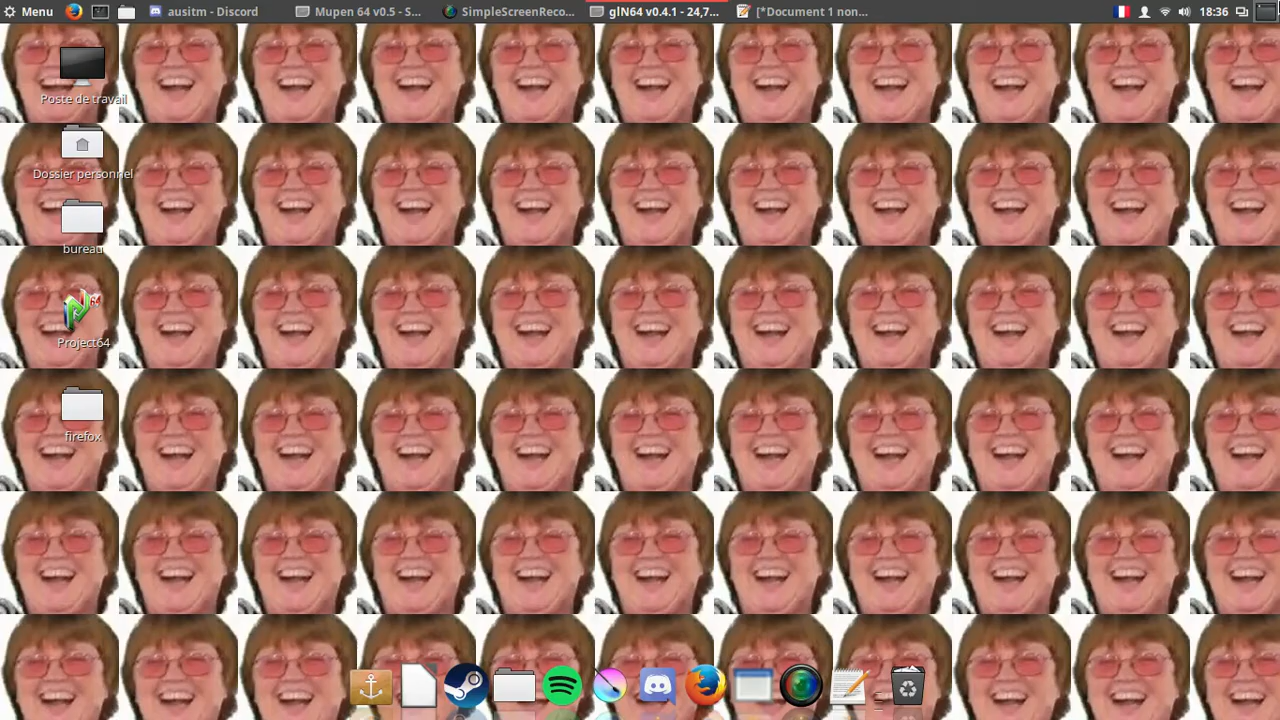 Menu ausitm - Discord Mupen 64 v0.5 - S... SimpleScreenReco... glN64 v0.4.1 - 24,7... [*Document 1 non... 18:36
Poste de travail
Dossier personnel
bureau
Project64
firefox